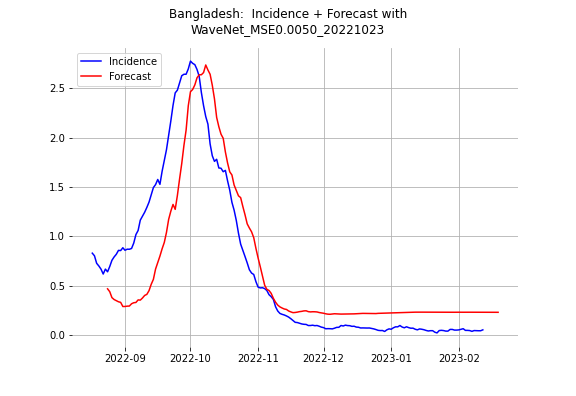 Bangladesh:  Incidence + Forecast with
WaveNet_MSE0.0050_20221023
Incidence
Forecast
2.5
2.0
1.5
1.0
0.5
0.0
2022-09 2022-10 2022-11 2022-12 2023-01 2023-02